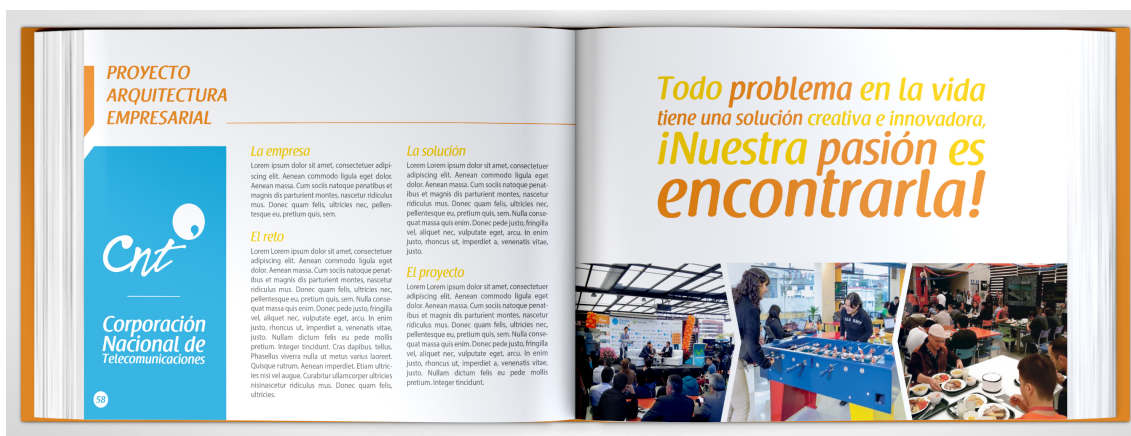 PROYECTO
ARQUITECTURA
EMPRESARIAL
Cnt
Corporación
Nacional de
Telecomunicaciones
58
La empresa
Lorem ipsum dolor sit amet, consectetuer adipi-
scing elit. Aenean commodo ligula eget dolor.
Aenean massa. Cum sociis natoque penatibus et
magnis dis parturient montes, nascetur ridiculus
mus. Donec quam felis, ultricies nec, pellen-
tesque eu, pretium quis, sem.
El reto
Lorem Lorem ipsum dolor sit amet, consectetuer
adipiscing elit. Aenean commodo ligula eget
dolor. Aenean massa. Cum sociis natoque penat-
ibus et magnis dis parturient montes, nascetur
ridiculus mus. Donec quam felis, ultricies nec,
pellentesque eu, pretium quis, sem. Nulla conse-
quat massa quis enim. Donec pede justo, fringilla
vel, aliquet nec, vulputate eget, arcu. In enim
justo, rhoncus ut, imperdiet a, venenatis vitae,
justo. Nullam dictum felis eu pede mollis
pretium. Integer tincidunt. Cras dapibus. tellus.
Phasellus viverra nulla ut metus varius laoreet.
Quisque rutrum. Aenean imperdiet. Etiam ultric-
ies nisi vel augue. Curabitur ullamcorper ultricies
nisinascetur ridiculus mus. Donec quam felis,
ultricies.
La solución
Lorem ipsum dolor sit amet, consectetuer
adipiscing elit. Aenean commodo ligula eget
dolor. Aenean massa. Cum sociis natoque penat-
ibus et magnis dis parturient montes, nascetur
ridiculus mus. Donec quam felis, ultricies nec,
pellentesque eu, pretium quis, sem. Nulla conse-
quat massa quis enim. Donec pede justo, fringilla
vel, aliquet nec, vulputate eget, arcu. In enim
justo, rhoncus ut, imperdiet a, venenatis vitae,
justo.
El proyecto
Lorem ipsum dolor sit amet, consectetuer
adipiscing elit. Aenean commodo ligula eget
dolor. Aenean massa. Cum sociis natoque penat-
ibus et magnis dis parturient montes, nascetur
ridiculus mus. Donec quam felis, ultricies nec,
pellentesque eu, pretium quis, sem. Nulla conse-
quat massa quis enim. Donec pede justo, fringilla
vel, aliquet nec, vulputate eget, arcu. In enim
justo, rhoncus ut, imperdiet a, venenatis vitae,
justo. Nullam dictum felis eu pede mollis
pretium. Integer tincidunt.
Todo problema en la vida
tiene una solución creativa e innovadora,
¡Nuestra pasión es
encontrarla!